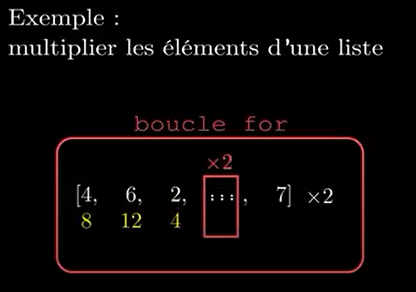 Exemple :
multiplier les éléments d'une liste
boucle for
×2
[4, 6, 2, ..., 7] ×2
8 12 4